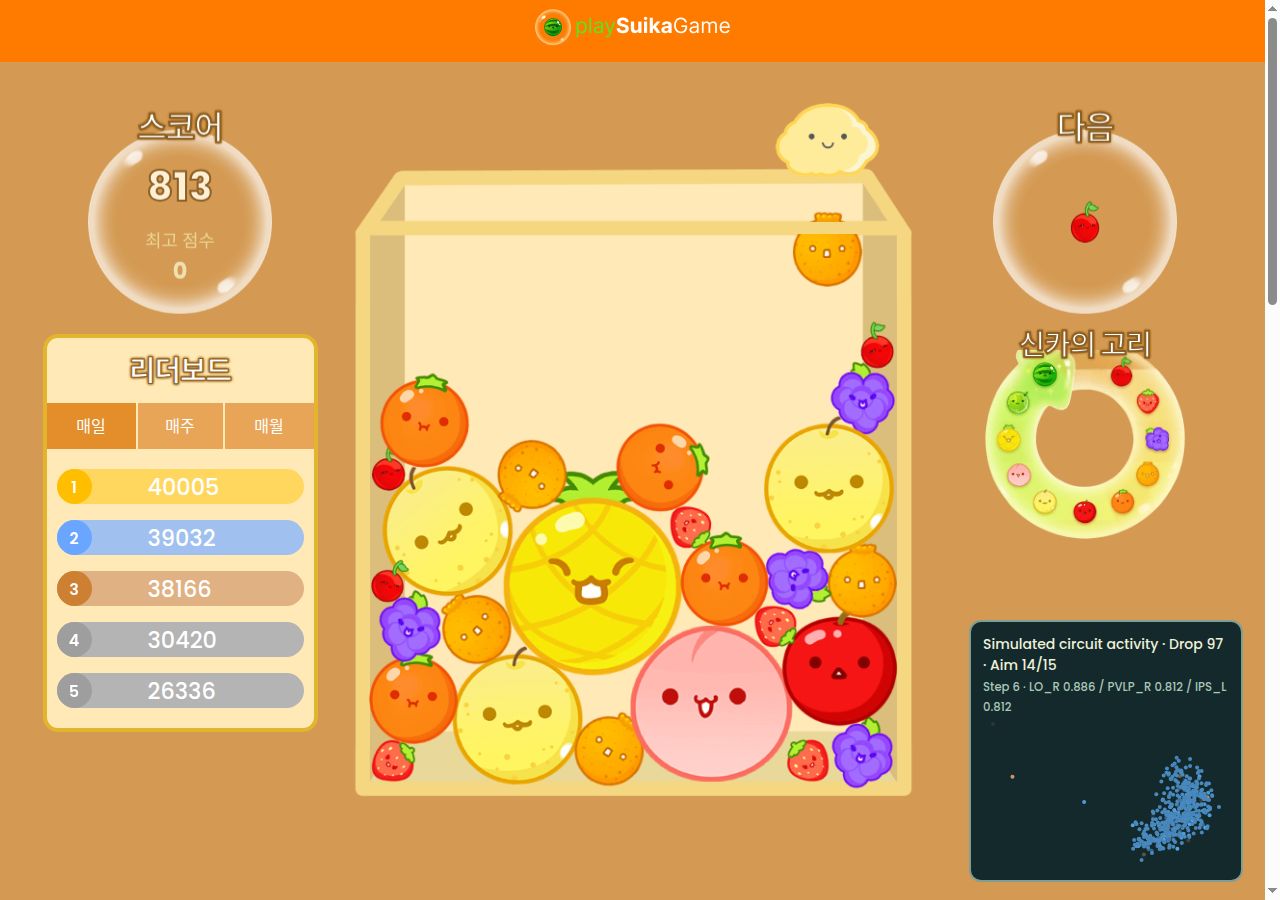 playSuikaGame
스코어
813
최고 점수
0
다음
리더보드
매일 매주 매월
1 40005
2 39032
3 38166
4 30420
5 26336
신카의 고리
Simulated circuit activity · Drop 97
· Aim 14/15
Step 6 · LO_R 0.886 / PVLP_R 0.812 / IPS_L
0.812